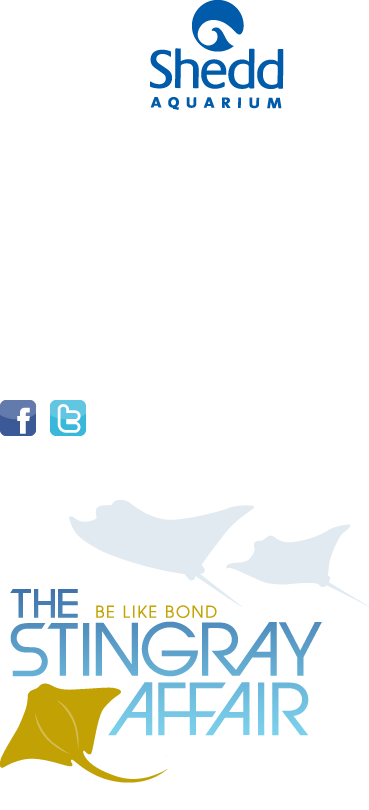 Shedd
AQUARIUM
f t
THE
BE LIKE BOND
STINGRAY
AFFAIR